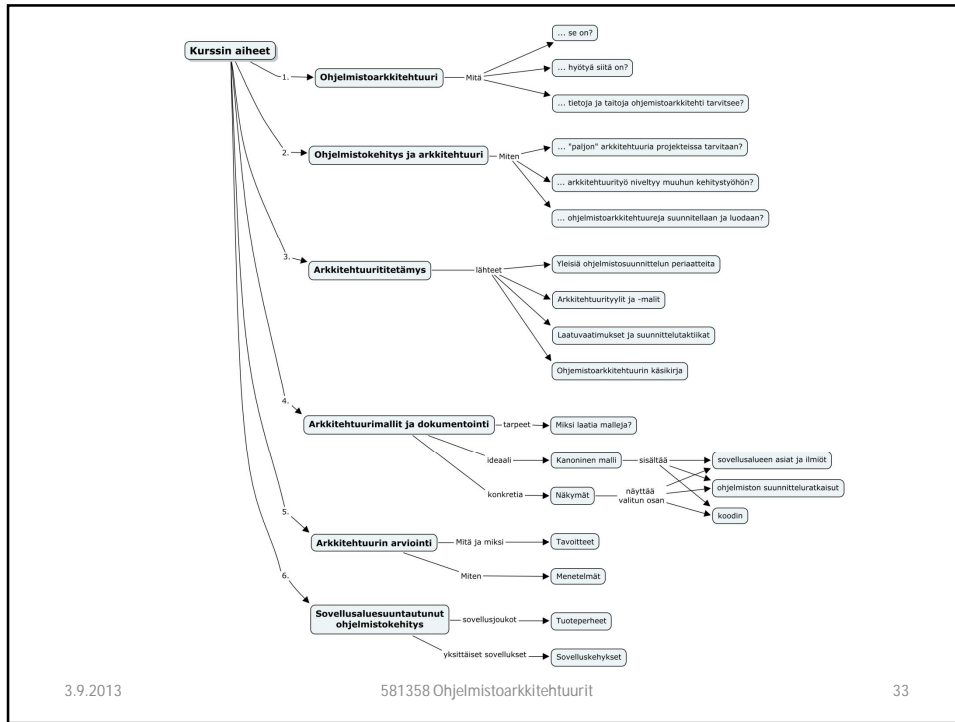 Kurssin aiheet
1.
Ohjelmistoarkkitehtuuri
Mitä
... se on?
... hyötyä siitä on?
... tietoja ja taitoja ohjemistoarkkitehti tarvitsee?
2.
Ohjelmistokehitys ja arkkitehtuuri
Miten
... "paljon" arkkitehtuuria projekteissa tarvitaan?
... arkkitehtuurityö niveltyy muuhun kehitystyöhön?
... ohjelmistoarkkitehtuureja suunnitellaan ja luodaan?
3.
Arkkitehtuurititetämys
lähteet
Yleisiä ohjelmistosuunnittelun periaatteita
Arkkitehtuurityylit ja -malit
Laatuvaatimukset ja suunnittelutaktiikat
Ohjemistoarkkitehtuurin käsikirja
4.
Arkkitehtuurimallit ja dokumentointi
tarpeet
Miksi laatia malleja?
ideaali
Kanoninen malli
sisältää
sovellusalueen asiat ja ilmiöt
ohjelmiston suunnitteluratkaisut
koodin
konkretia
Näkymät
näyttää
valitun osan
5.
Arkkitehtuurin arviointi
Mitä ja miksi
Tavoitteet
Miten
Menetelmät
6.
Sovellusaluesuuntautunut
ohjelmistokehitys
sovellusjoukot
Tuoteperheet
yksittäiset sovellukset
Sovelluskehykset
3.9.2013
581358 Ohjelmistoarkkitehtuurit
33